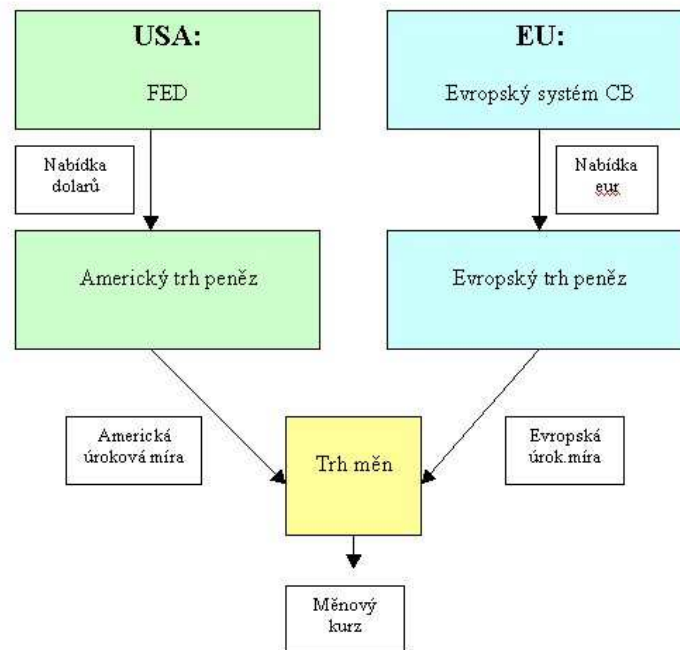 USA:
FED
EU:
Evropský systém CB
Nabídka
dolarů
Nabídka
eur
Americký trh peněz
Evropský trh peněz
Americká
úroková míra
Trh měn
Evropská
úrok.míra
Měnový
kurz